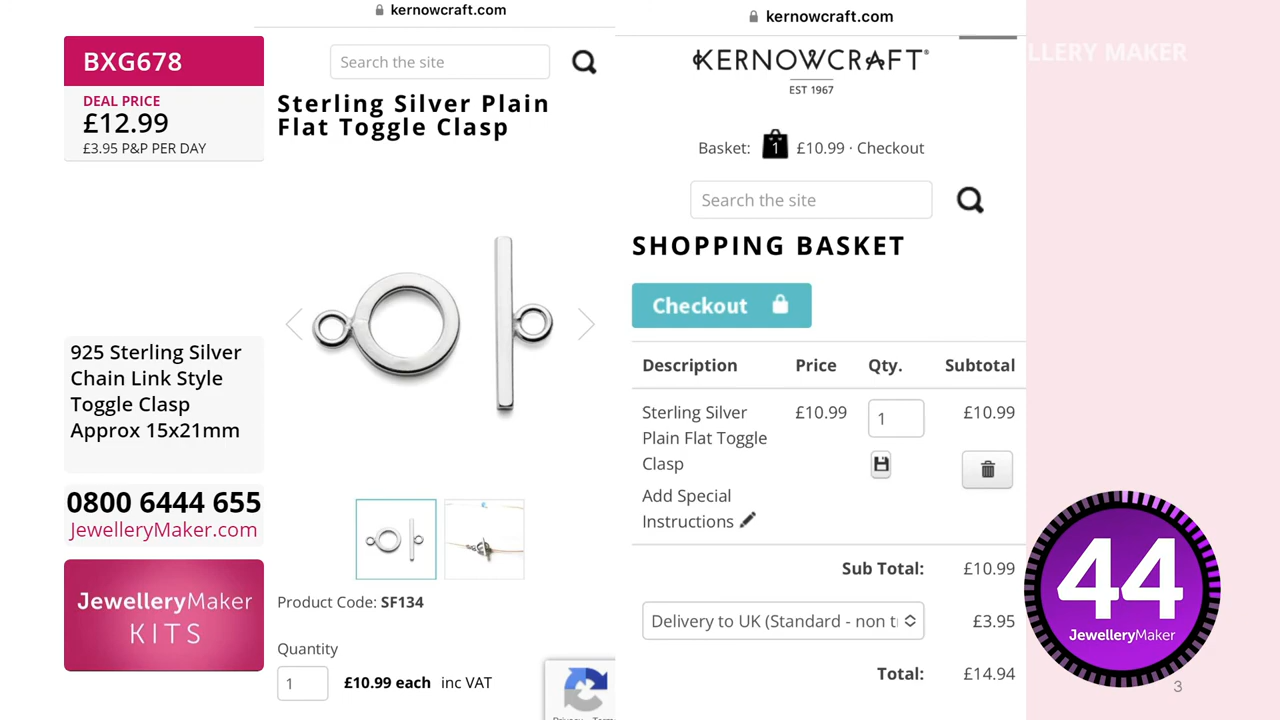 BXG678
DEAL PRICE
£12.99
£3.95 P&P PER DAY
925 Sterling Silver
Chain Link Style
Toggle Clasp
Approx 15x21mm
0800 6444 655
JewelleryMaker.com
JewelleryMaker
KITS
kernowcraft.com
Search the site
Sterling Silver Plain
Flat Toggle Clasp
Product Code: SF134
Quantity
1
£10.99 each inc VAT
kernowcraft.com
KERNOWCRAFT®
EST 1967
Basket: 1 £10.99 · Checkout
Search the site
SHOPPING BASKET
Checkout
Description Price Qty. Subtotal
Sterling Silver £10.99 1 £10.99
Plain Flat Toggle
Clasp
Add Special
Instructions
Sub Total: £10.99
Delivery to UK (Standard - non £3.95
Total: £14.94
LLERY MAKER
44
JewelleryMaker
3